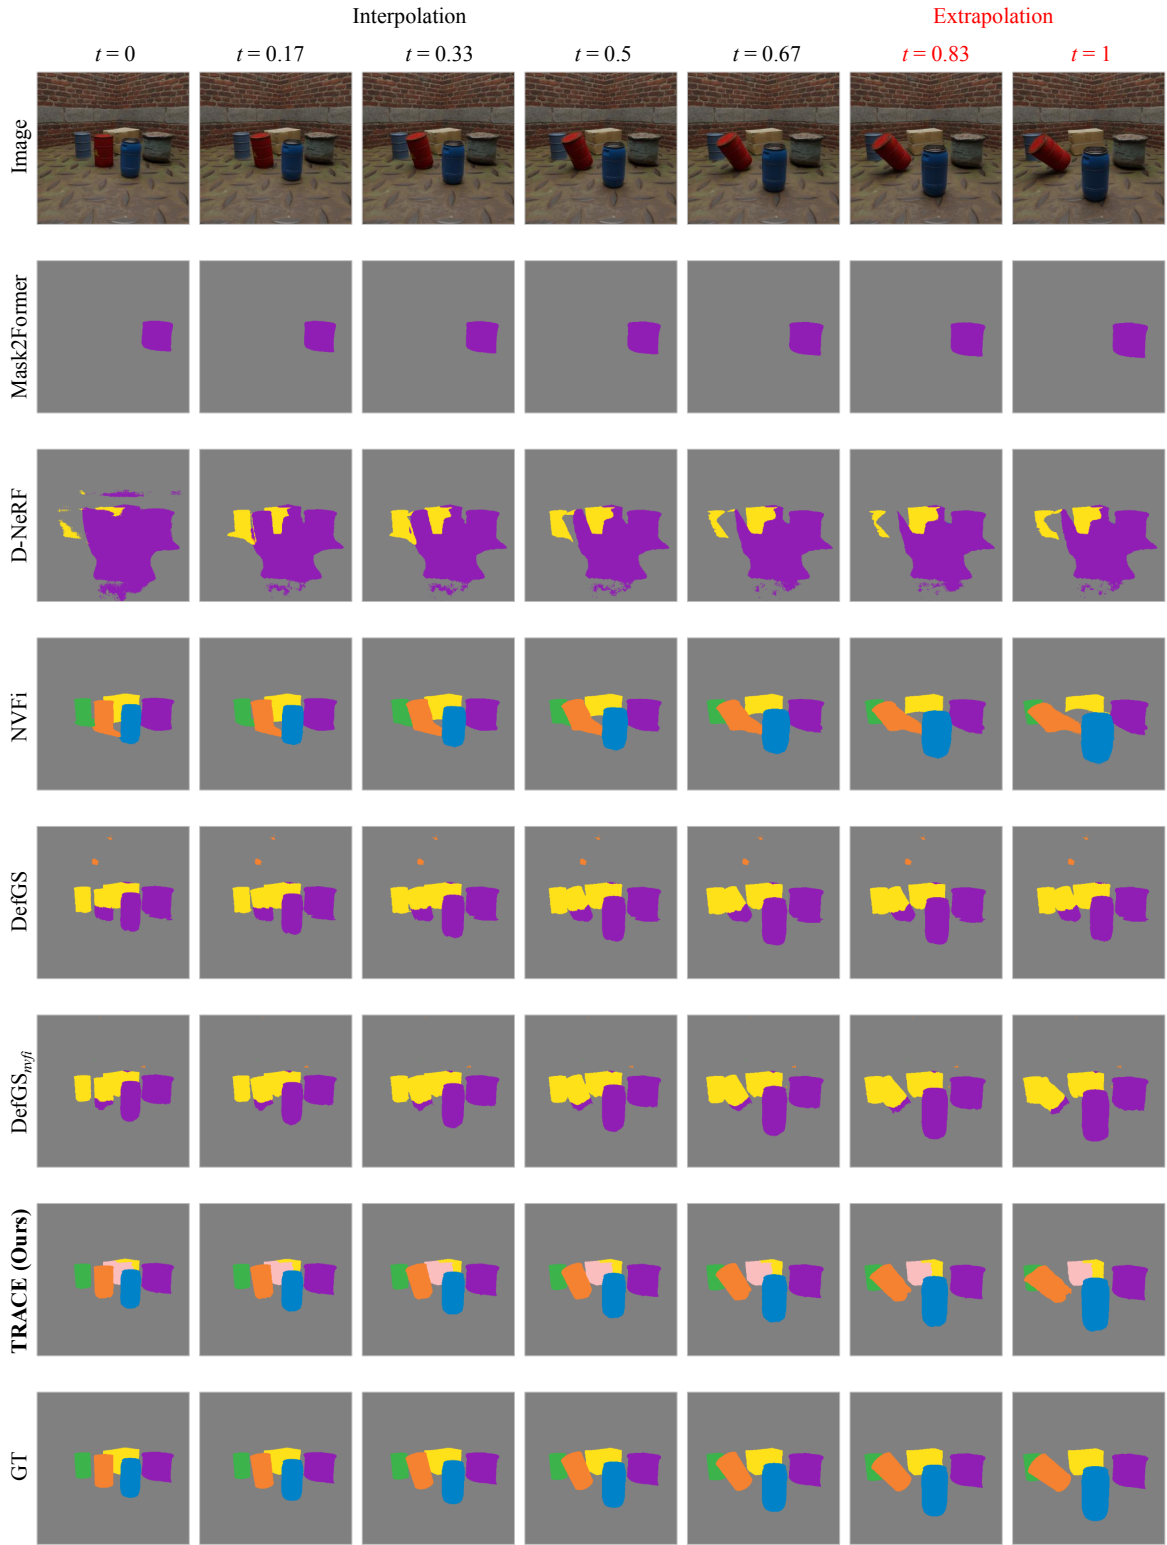 Interpolation Extrapolation
t = 0 t = 0.17 t = 0.33 t = 0.5 t = 0.67 t = 0.83 t = 1
Image
Mask2Former
D-NeRF
NVFi
DefGS
DefGSnvfi
TRACE (Ours)
GT